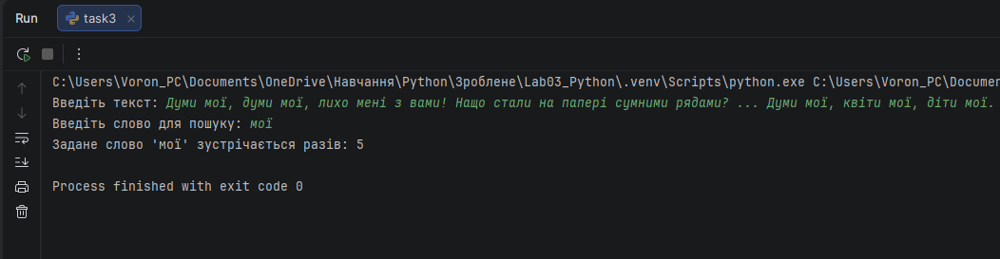 Run task3
C:\Users\Voron_PC\Documents\OneDrive\Навчання\Python\Зроблене\Lab03_Python\.venv\Scripts\python.exe C:\Users\Voron_PC\Documen
Введіть текст: Думи мої, думи мої, лихо мені з вами! Нащо стали на папері сумними рядами? ... Думи мої, квіти мої, діти мої.
Введіть слово для пошуку: мої
Задане слово 'мої' зустрічається разів: 5
Process finished with exit code 0